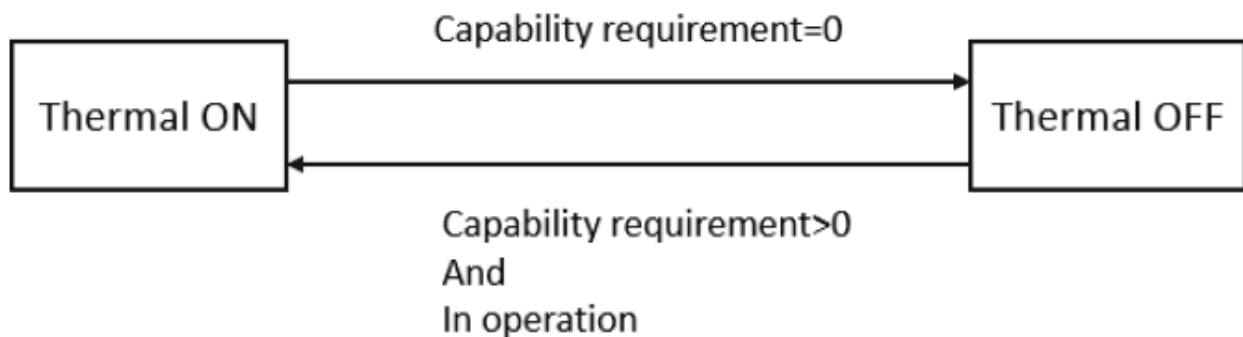 Capability requirement=0
Thermal ON
Thermal OFF
Capability requirement>0
And
In operation